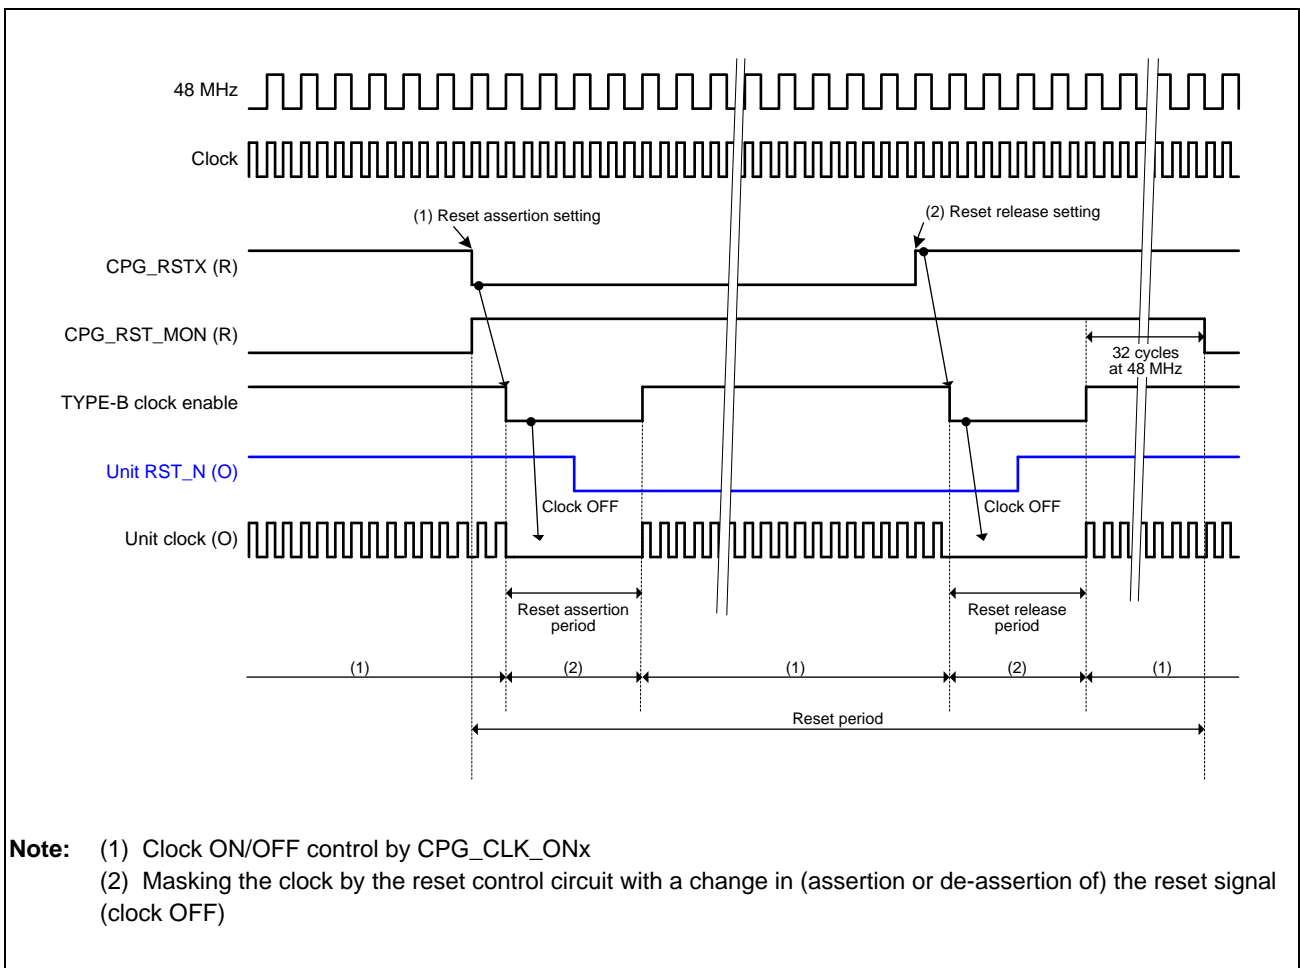 48 MHz
Clock
(1) Reset assertion setting
(2) Reset release setting
CPG_RSTX (R)
CPG_RST_MON (R)
32 cycles
at 48 MHz
TYPE-B clock enable
Unit RST_N (O)
Clock OFF
Clock OFF
Unit clock (O)
Reset assertion
period
Reset release
period
(1)
(2)
(1)
(2)
(1)
Reset period
Note: (1) Clock ON/OFF control by CPG_CLK_ONx
(2) Masking the clock by the reset control circuit with a change in (assertion or de-assertion of) the reset signal
(clock OFF)